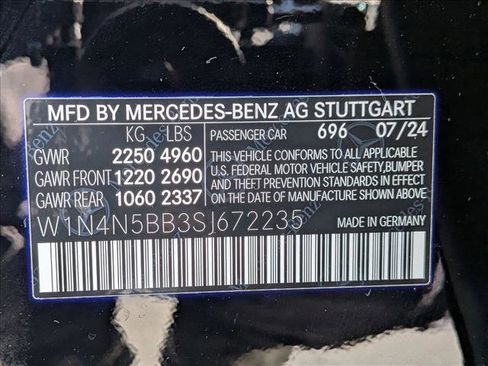 MFD BY MERCEDES-BENZ AG STUTTGART
KG LBS PASSENGER CAR 696 07/24
GWR 2250 4960 THIS VEHICLE CONFORMS TO ALL APPLICABLE
GAWR FRONT 1220 2690 U.S. FEDERAL MOTOR VEHICLE SAFETY,BUMPER
GAWR REAR 1060 2337 AND THEFT PREVENTION STANDARDS IN EFFECT
ON THE DATE OF MANUFACTURE SHOWN ABOVE.
W1N4N5BB3SJ672235 MADE IN GERMANY